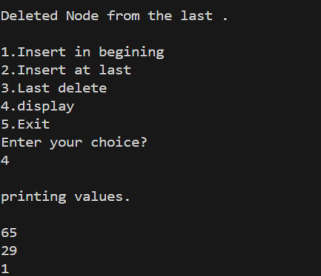 Deleted Node from the last .
1.Insert in begining
2.Insert at last
3.Last delete
4.display
5.Exit
Enter your choice?
4
printing values.
65
29
1